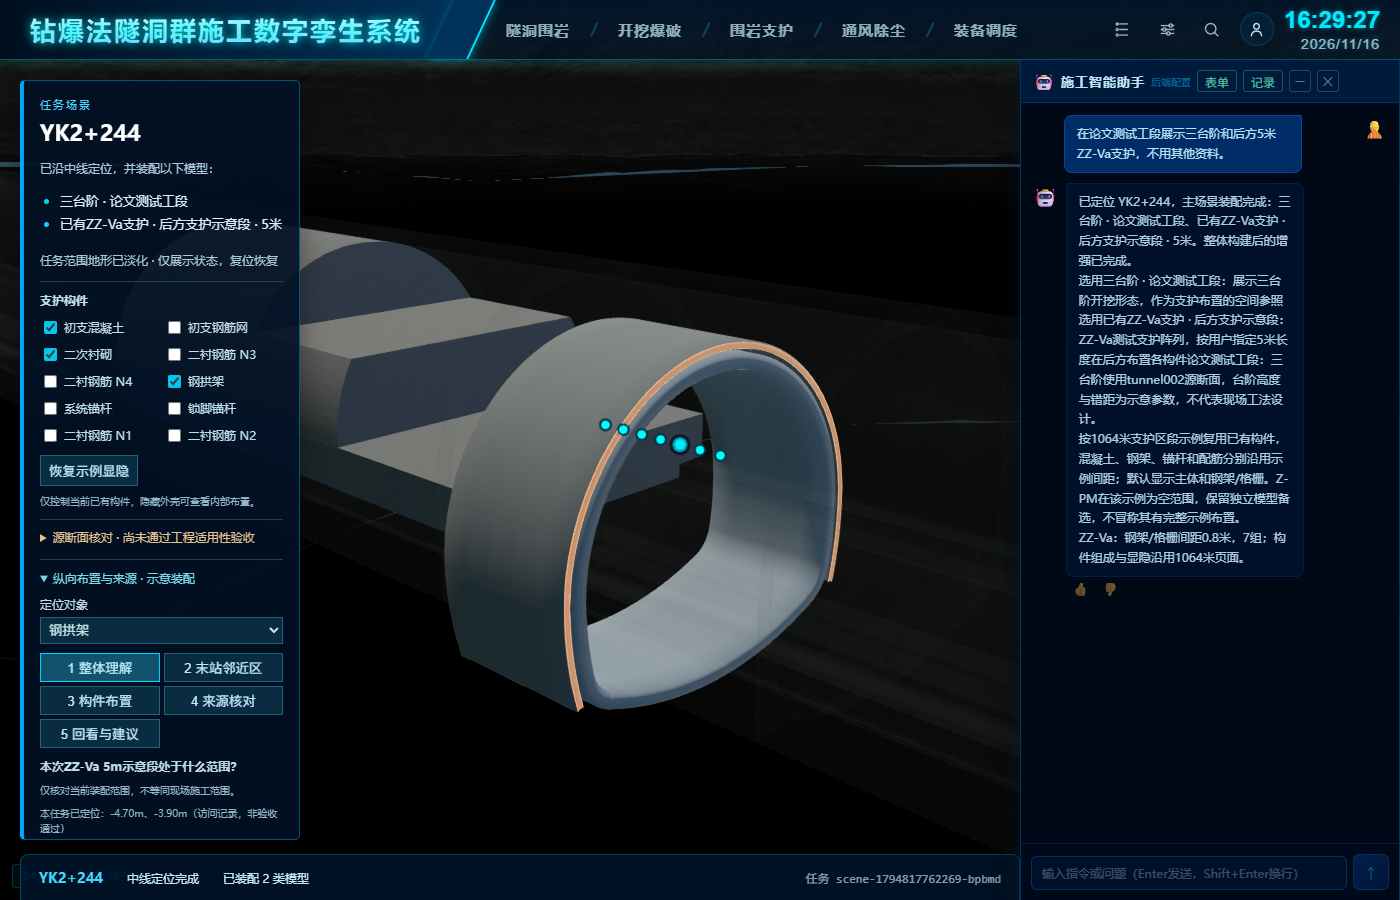 钻爆法隧洞群施工数字孪生系统
隧洞围岩 / 开挖爆破 / 围岩支护 / 通风除尘 / 装备调度
16:29:27
2026/11/16
任务场景
YK2+244
已沿中线定位，并装配以下模型：
三台阶 · 论文测试工段
已有ZZ-Va支护 · 后方支护示意段 · 5米
任务范围地形已淡化 · 仅展示状态，复位恢复
支护构件
初支混凝土 初支钢筋网
二次衬砌 二衬钢筋 N3
二衬钢筋 N4 钢拱架
系统锚杆 锁脚锚杆
二衬钢筋 N1 二衬钢筋 N2
恢复示例显隐
仅控制当前已有构件，隐藏外壳可查看内部布置。
源断面核对 · 尚未通过工程适用性验收
纵向布置与来源 · 示意装配
定位对象
钢拱架
1 整体理解 2 末站邻近区
3 构件布置 4 来源核对
5 回看与建议
本次ZZ-Va 5m示意段处于什么范围?
仅核对当前装配范围，不等同现场施工范围。
本任务已定位：-4.70m、-3.90m（访问记录，非验收
通过）
YK2+244 中线定位完成 已装配 2 类模型
任务 scene-1794817762269-bpbmd
施工智能助手 后端配置 表单 记录
在论文测试工段展示三台阶和后方5米
ZZ-Va支护，不用其他资料。
已定位 YK2+244，主场景装配完成：三
台阶 · 论文测试工段、已有ZZ-Va支护 ·
后方支护示意段 · 5米。整体构建后的增
强已完成。
选用三台阶 · 论文测试工段：展示三台
阶开挖形态，作为支护布置的空间参照
选用已有ZZ-Va支护 · 后方支护示意段：
ZZ-Va测试支护阵列，按用户指定5米长
度在后方布置各构件论文测试工段：三
台阶使用tunnel002源断面，台阶高度
与错距为示意参数，不代表现场工法设
计。
按1064米支护区段示例复用已有构件，
混凝土、钢架、锚杆和配筋分别沿用示
例间距；默认显示主体和钢架/格栅。Z-
PM在该示例为空范围，保留独立模型备
选，不冒称其有完整示例布置。
ZZ-Va：钢架/格栅间距0.8米，7组；构
件组成与显隐沿用1064米页面。
输入指令或问题（Enter发送，Shift+Enter换行）